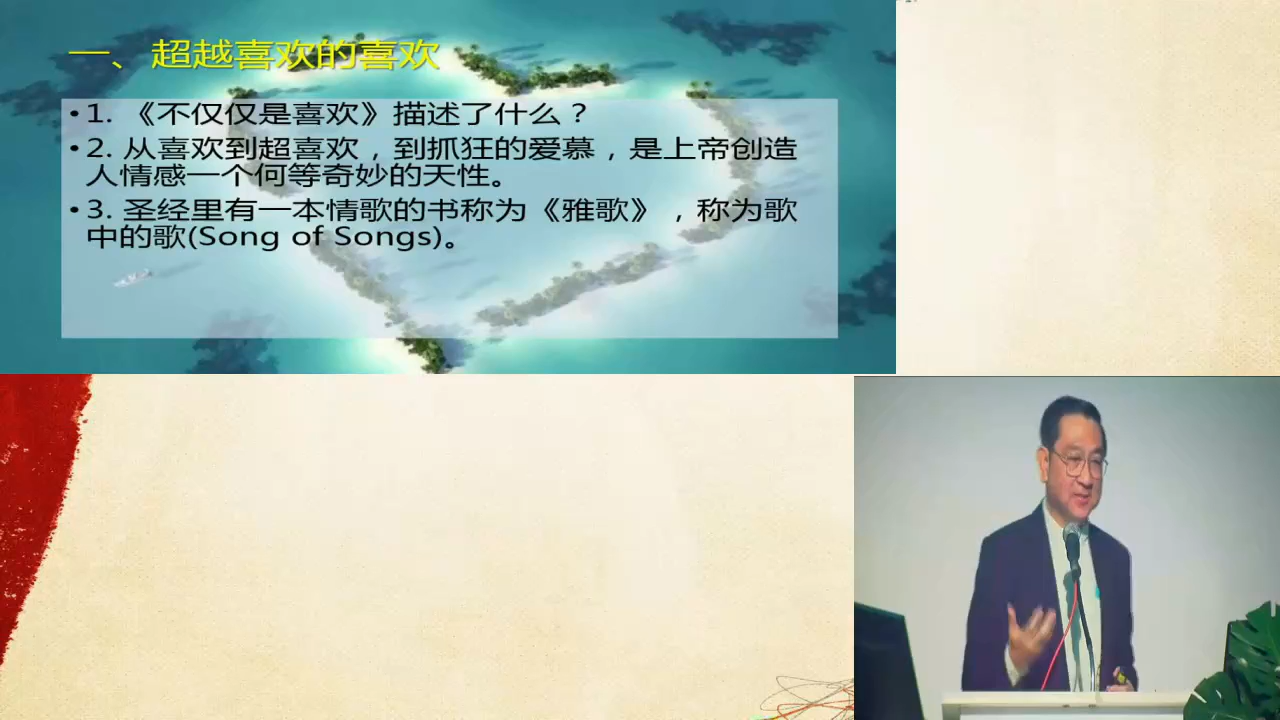 一、超越喜欢的喜欢
•1. 《不仅仅是喜欢》描述了什么？
•2. 从喜欢到超喜欢，到抓狂的爱慕，是上帝创造
人情感一个何等奇妙的天性。
•3. 圣经里有一本情歌的书称为《雅歌》，称为歌
中的歌(Song of Songs)。